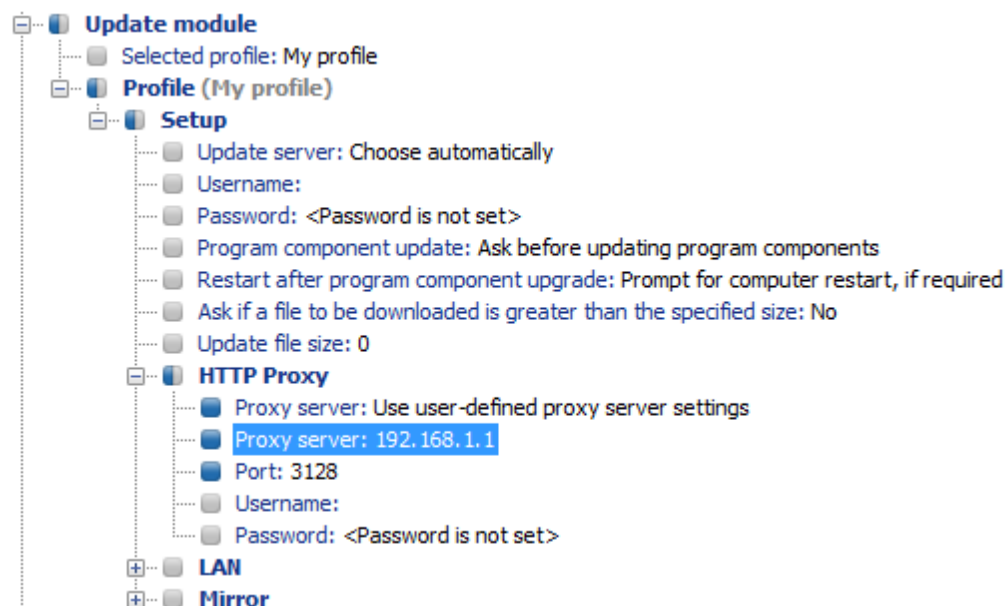 Update module
Selected profile: My profile
Profile (My profile)
Setup
Update server: Choose automatically
Username:
Password: <Password is not set>
Program component update: Ask before updating program components
Restart after program component upgrade: Prompt for computer restart, if required
Ask if a file to be downloaded is greater than the specified size: No
Update file size: 0
HTTP Proxy
Proxy server: Use user-defined proxy server settings
Proxy server: 192.168.1.1
Port: 3128
Username:
Password: <Password is not set>
LAN
Mirror